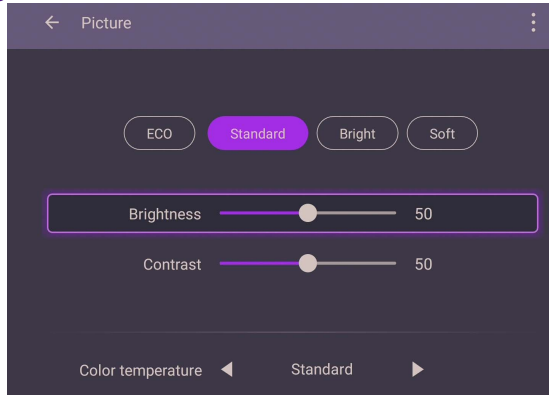 Picture
ECO Standard Bright Soft
Brightness 50
Contrast 50
Color temperature Standard